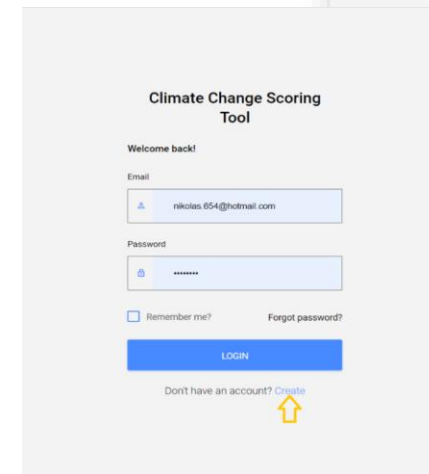 Climate Change Scoring
Tool
Welcome back!
Email
nikolas.654@hotmail.com
Password
••••••••
Remember me? Forgot password?
LOGIN
Don't have an account? Create